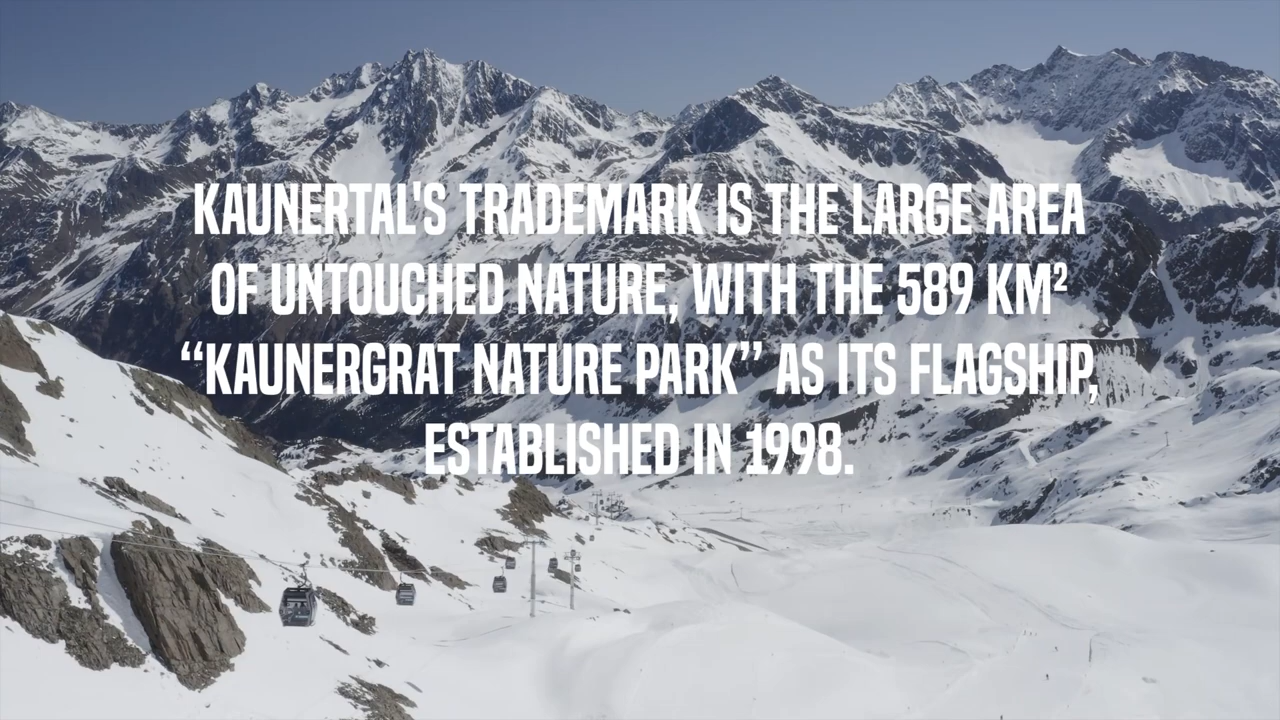 KAUNERTAL'S TRADEMARK IS THE LARGE AREA
OF UNTOUCHED NATURE, WITH THE 589 KM²
“KAUNERGRAT NATURE PARK” AS ITS FLAGSHIP,
ESTABLISHED IN 1998.